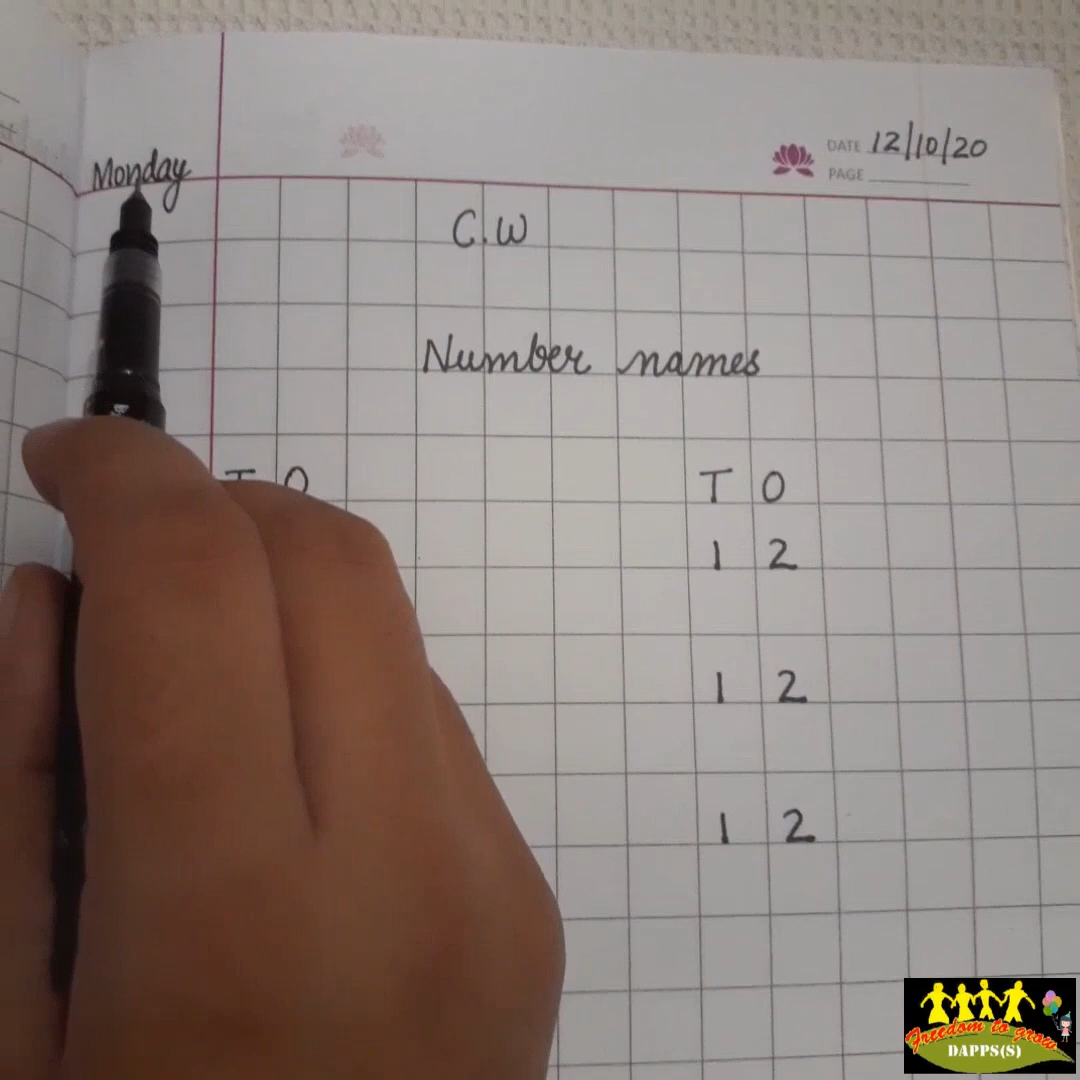 DATE 12/10/20
PAGE
Monday
C.W
Number names
T O T O
1 2
1 2
1 2
Freedom to grow
DAPPS(S)